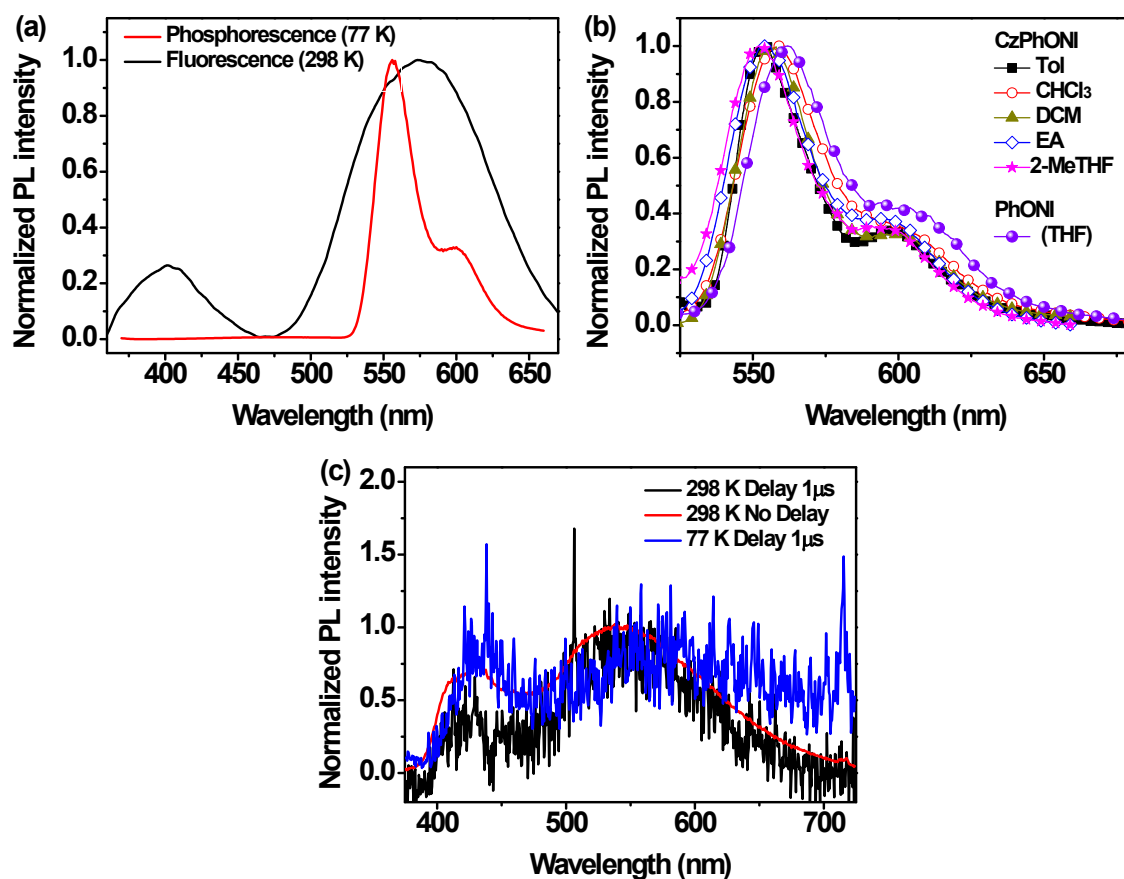 (a)
Phosphorescence (77 K)
Fluorescence (298 K)
Normalized PL intensity
1.0
0.8
0.6
0.4
0.2
0.0
400 450 500 550 600 650
Wavelength (nm)
(b)
CzPhONI
Tol
CHCl₃
DCM
EA
2-MeTHF
PhONI
(THF)
Normalized PL intensity
1.0
0.8
0.6
0.4
0.2
0.0
550 600 650
Wavelength (nm)
(c)
298 K Delay 1μs
298 K No Delay
77 K Delay 1μs
Normalized PL intensity
2.0
1.5
1.0
0.5
0.0
400 500 600 700
Wavelength (nm)